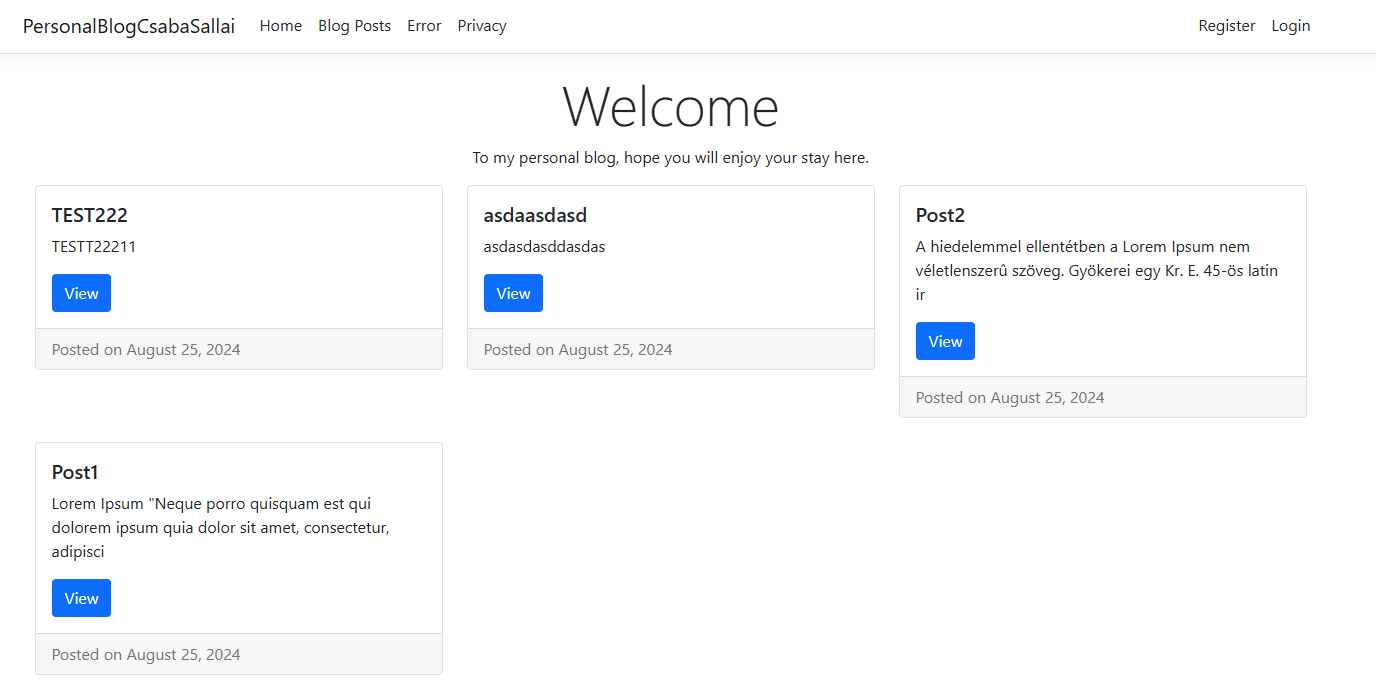 PersonalBlogCsabaSallai Home Blog Posts Error Privacy Register Login
Welcome
To my personal blog, hope you will enjoy your stay here.
TEST222
TESTT22211
View
Posted on August 25, 2024
asdaasdasd
asdasdasddasdas
View
Posted on August 25, 2024
Post2
A hiedelemmel ellentétben a Lorem Ipsum nem
véletlenszerû szöveg. Gyökerei egy Kr. E. 45-ös latin
ir
View
Posted on August 25, 2024
Post1
Lorem Ipsum "Neque porro quisquam est qui
dolorem ipsum quia dolor sit amet, consectetur,
adipisci
View
Posted on August 25, 2024